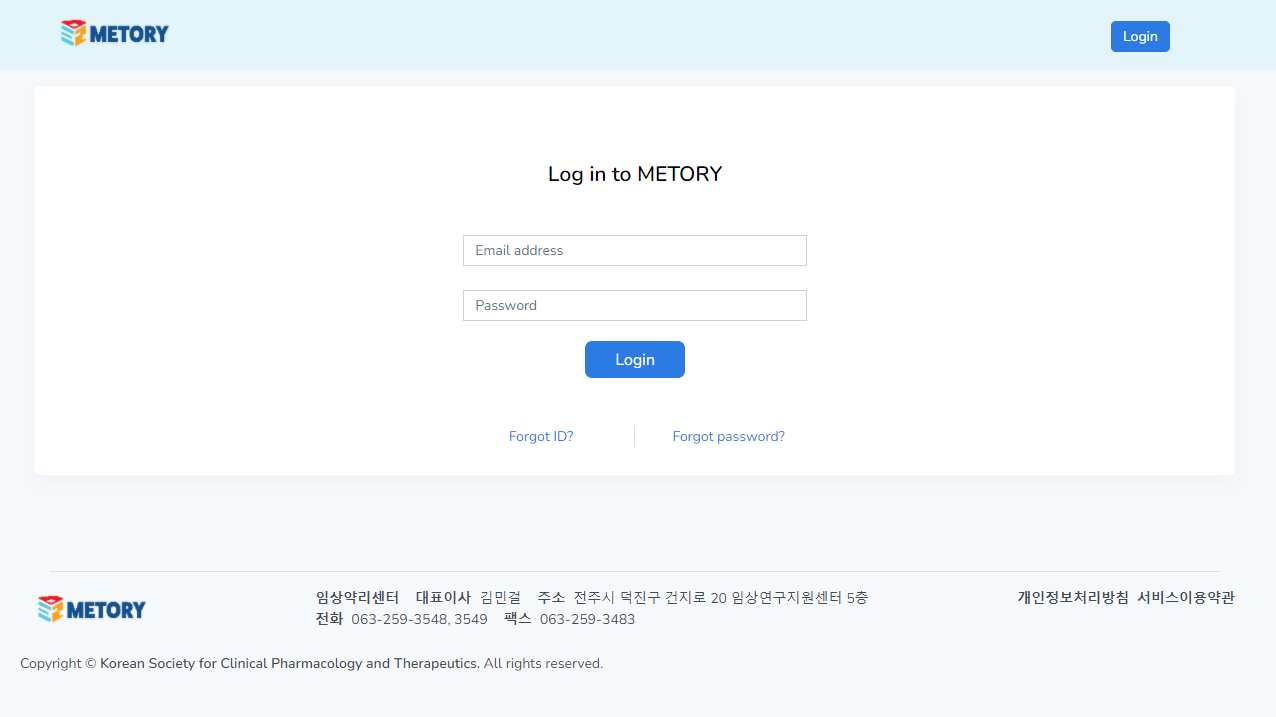 METORY
Login
Log in to METORY
Email address
Password
Login
Forgot ID?
Forgot password?
METORY
임상약리센터 대표이사 김민걸 주소 전주시 덕진구 건지로 20 임상연구지원센터 5층
전화 063-259-3548, 3549 팩스 063-259-3483
개인정보처리방침 서비스이용약관
Copyright © Korean Society for Clinical Pharmacology and Therapeutics. All rights reserved.